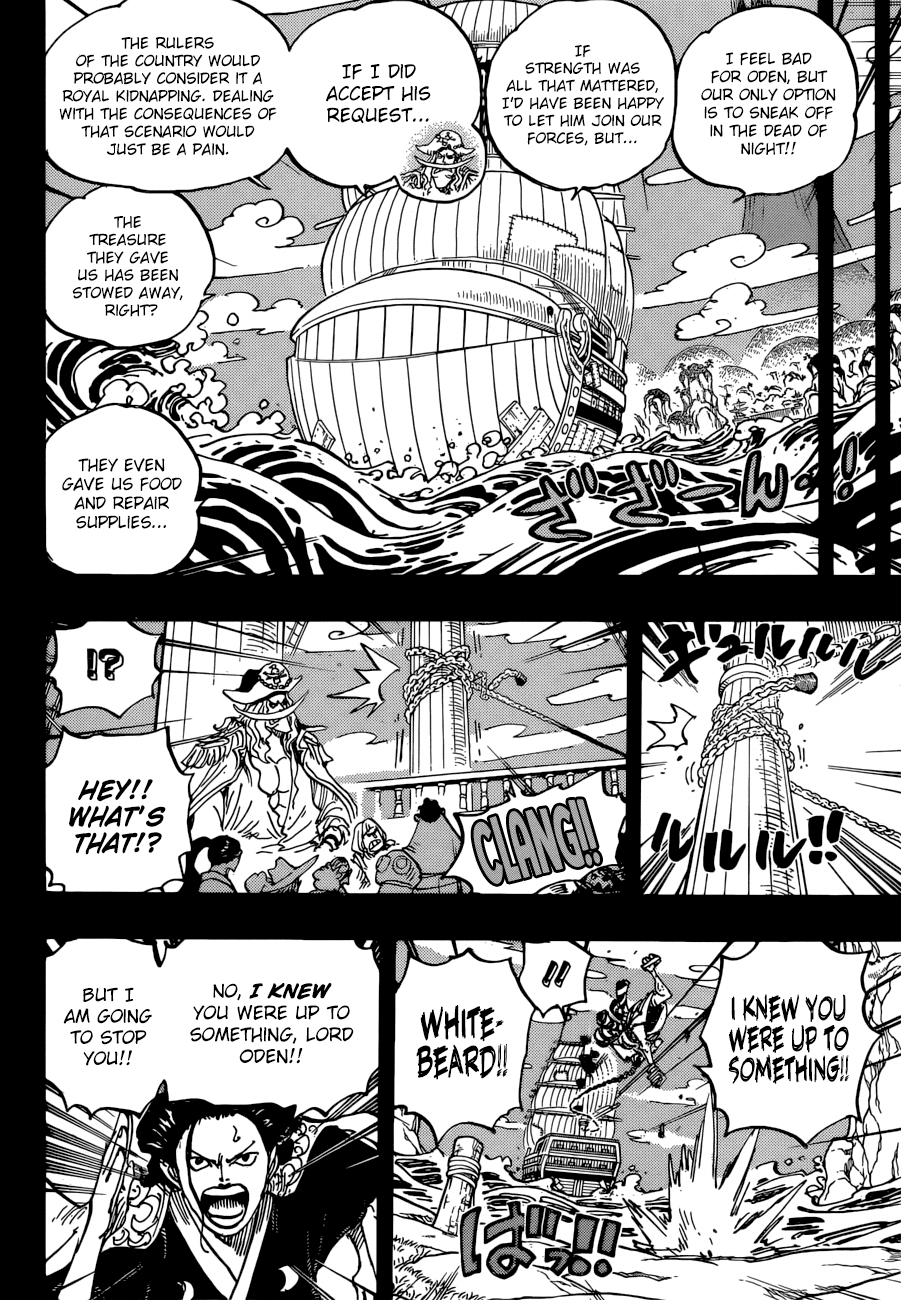 I FEEL BAD
FOR ODEN, BUT
OUR ONLY OPTION
IS TO SNEAK OFF
IN THE DEAD OF
NIGHT!!
IF
STRENGTH WAS
ALL THAT MATTERED,
I'D HAVE BEEN HAPPY
TO LET HIM JOIN OUR
FORCES, BUT...
IF I DID
ACCEPT HIS
REQUEST...
THE RULERS
OF THE COUNTRY WOULD
PROBABLY CONSIDER IT A
ROYAL KIDNAPPING. DEALING
WITH THE CONSEQUENCES OF
THAT SCENARIO WOULD
JUST BE A PAIN.
THE
TREASURE
THEY GAVE
US HAS BEEN
STOWED AWAY,
RIGHT?
THEY EVEN
GAVE US FOOD
AND REPAIR
SUPPLIES...
ざざーん…!
ギュルルルル
ルルル!!
CLANG!!
!?
HEY!!
WHAT'S
THAT!?
I KNEW YOU
WERE UP TO
SOMETHING!!
!!
WHITE-
BEARD!!
ばっ!!
NO, I KNEW
YOU WERE UP TO
SOMETHING, LORD
ODEN!!
BUT I
AM GOING
TO STOP
YOU!!